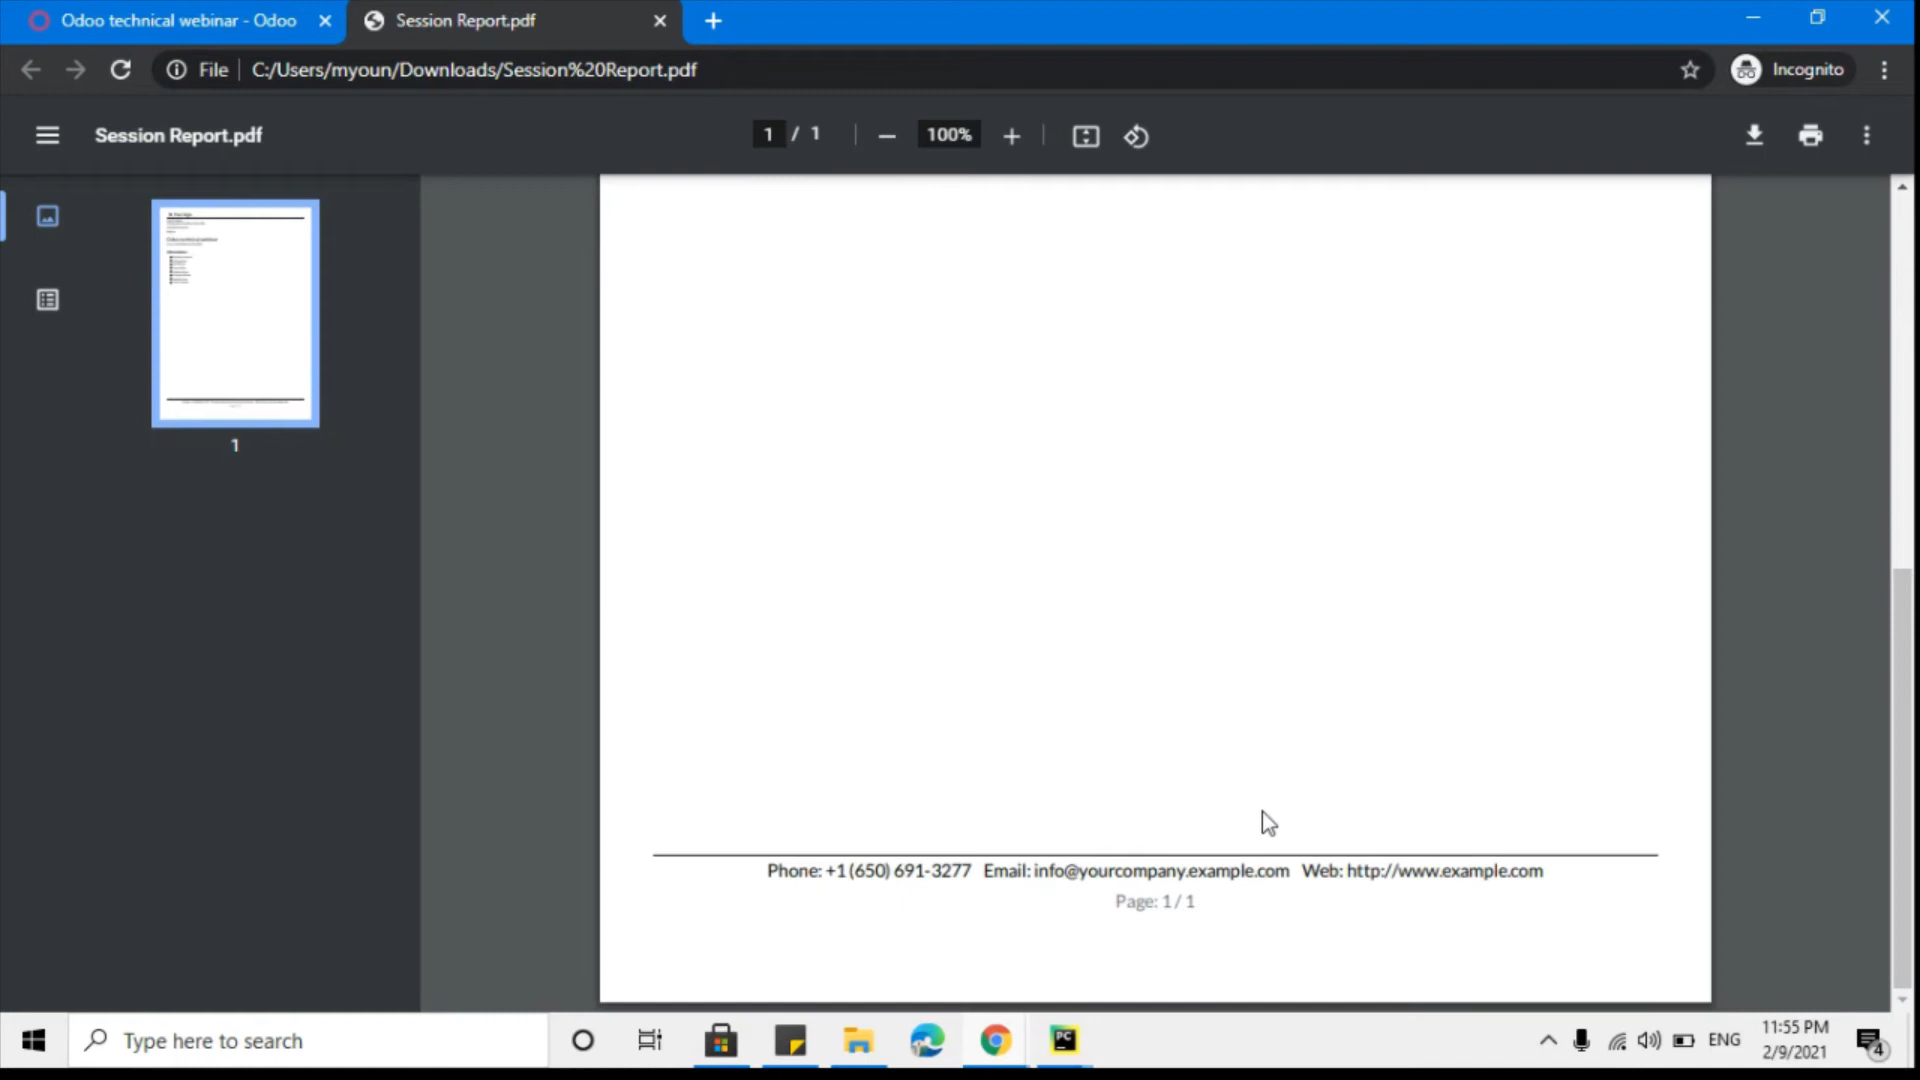 Odoo technical webinar - Odoo
Session Report.pdf
File
C:/Users/myoun/Downloads/Session%20Report.pdf
Incognito
Session Report.pdf
1 / 1
100%
1
Phone: +1 (650) 691-3277 Email: info@yourcompany.example.com Web: http://www.example.com
Page: 1 / 1
Type here to search
PC
ENG
11:55 PM
2/9/2021
4